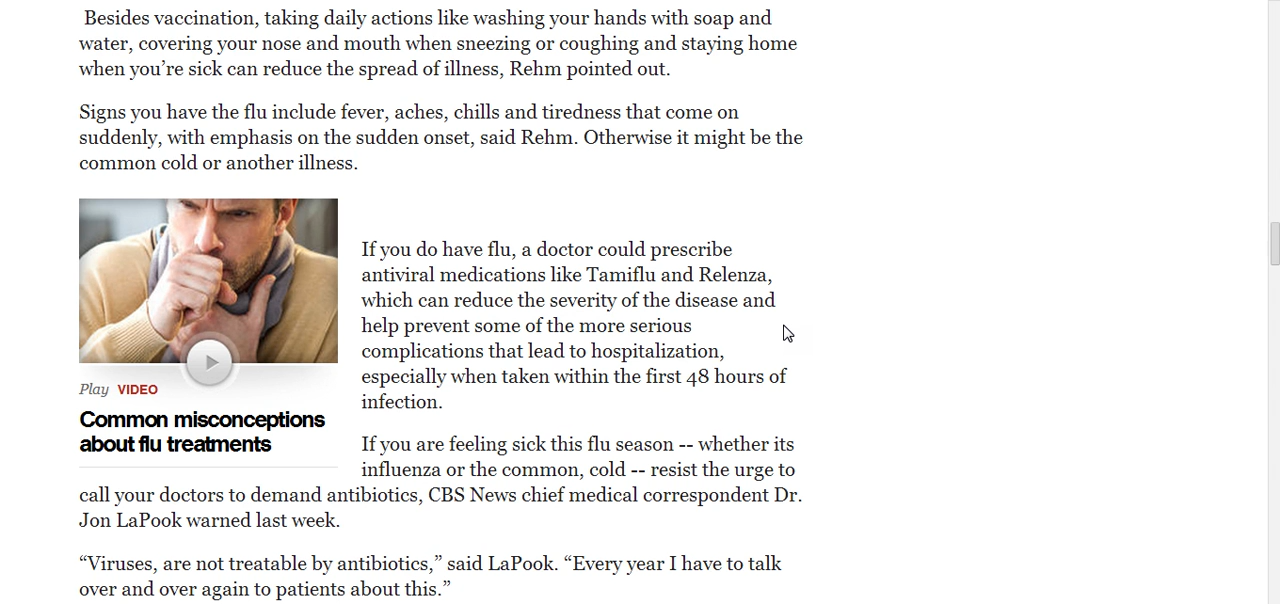 Besides vaccination, taking daily actions like washing your hands with soap and
water, covering your nose and mouth when sneezing or coughing and staying home
when you’re sick can reduce the spread of illness, Rehm pointed out.
Signs you have the flu include fever, aches, chills and tiredness that come on
suddenly, with emphasis on the sudden onset, said Rehm. Otherwise it might be the
common cold or another illness.
Play VIDEO
Common misconceptions
about flu treatments
If you do have flu, a doctor could prescribe
antiviral medications like Tamiflu and Relenza,
which can reduce the severity of the disease and
help prevent some of the more serious
complications that lead to hospitalization,
especially when taken within the first 48 hours of
infection.
If you are feeling sick this flu season -- whether its
influenza or the common, cold -- resist the urge to
call your doctors to demand antibiotics, CBS News chief medical correspondent Dr.
Jon LaPook warned last week.
“Viruses, are not treatable by antibiotics,” said LaPook. “Every year I have to talk
over and over again to patients about this.”